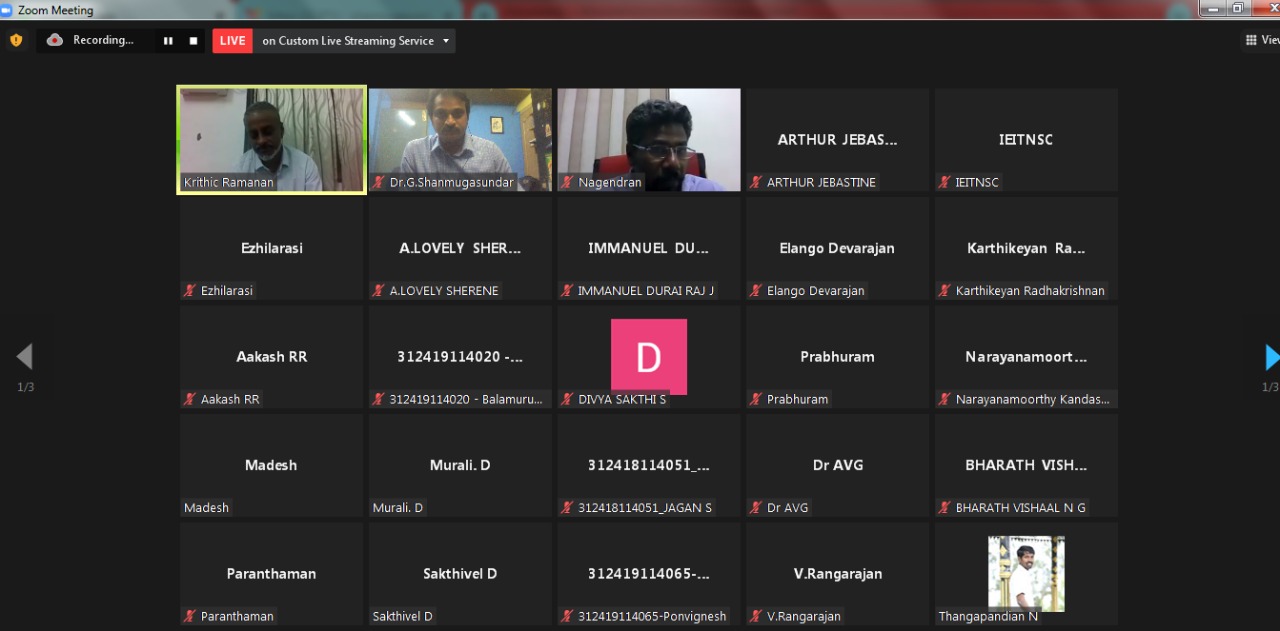 Zoom Meeting
Recording...
LIVE on Custom Live Streaming Service
View
Krithic Ramanan
Dr.G.Shanmugasundar
Nagendran
ARTHUR JEBAS...
ARTHUR JEBASTINE
IEITNSC
IEITNSC
Ezhilarasi
Ezhilarasi
A.LOVELY SHER...
A.LOVELY SHERENE
IMMANUEL DU...
IMMANUEL DURAI RAJ J
Elango Devarajan
Elango Devarajan
Karthikeyan Ra...
Karthikeyan Radhakrishnan
1/3
Aakash RR
Aakash RR
312419114020 -...
312419114020 - Balamuru...
D
DIVYA SAKTHI S
Prabhuram
Prabhuram
Narayanamoort...
Narayanamoorthy Kandas...
1/3
Madesh
Madesh
Murali. D
Murali. D
312418114051_...
312418114051_JAGAN S
Dr AVG
Dr AVG
BHARATH VISH...
BHARATH VISHAAL N G
Paranthaman
Paranthaman
Sakthivel D
Sakthivel D
312419114065-...
312419114065-Ponvignesh
V.Rangarajan
V.Rangarajan
Thangapandian N